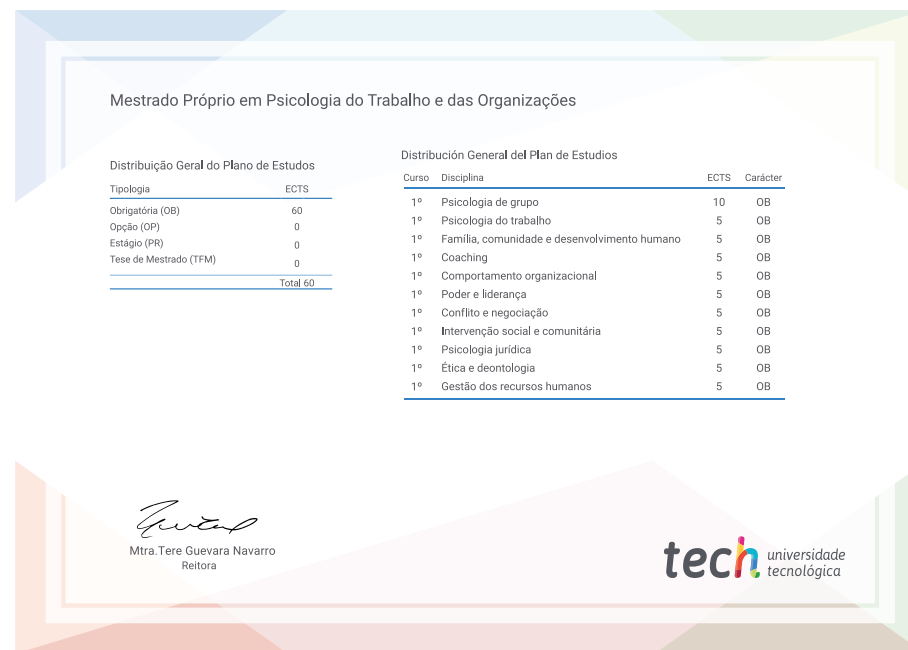 Mestrado Próprio em Psicologia do Trabalho e das Organizações
Distribuição Geral do Plano de Estudos
Tipologia ECTS
Obrigatória (OB) 60
Opção (OP) 0
Estágio (PR) 0
Tese de Mestrado (TFM) 0
Total 60
Distribución General del Plan de Estudios
Curso Disciplina ECTS Carácter
1º Psicologia de grupo 10 OB
1º Psicologia do trabalho 5 OB
1º Família, comunidade e desenvolvimento humano 5 OB
1º Coaching 5 OB
1º Comportamento organizacional 5 OB
1º Poder e liderança 5 OB
1º Conflito e negociação 5 OB
1º Intervenção social e comunitária 5 OB
1º Psicologia jurídica 5 OB
1º Ética e deontologia 5 OB
1º Gestão dos recursos humanos 5 OB
Mtra.Tere Guevara Navarro
Reitora
tech universidade
tecnológica